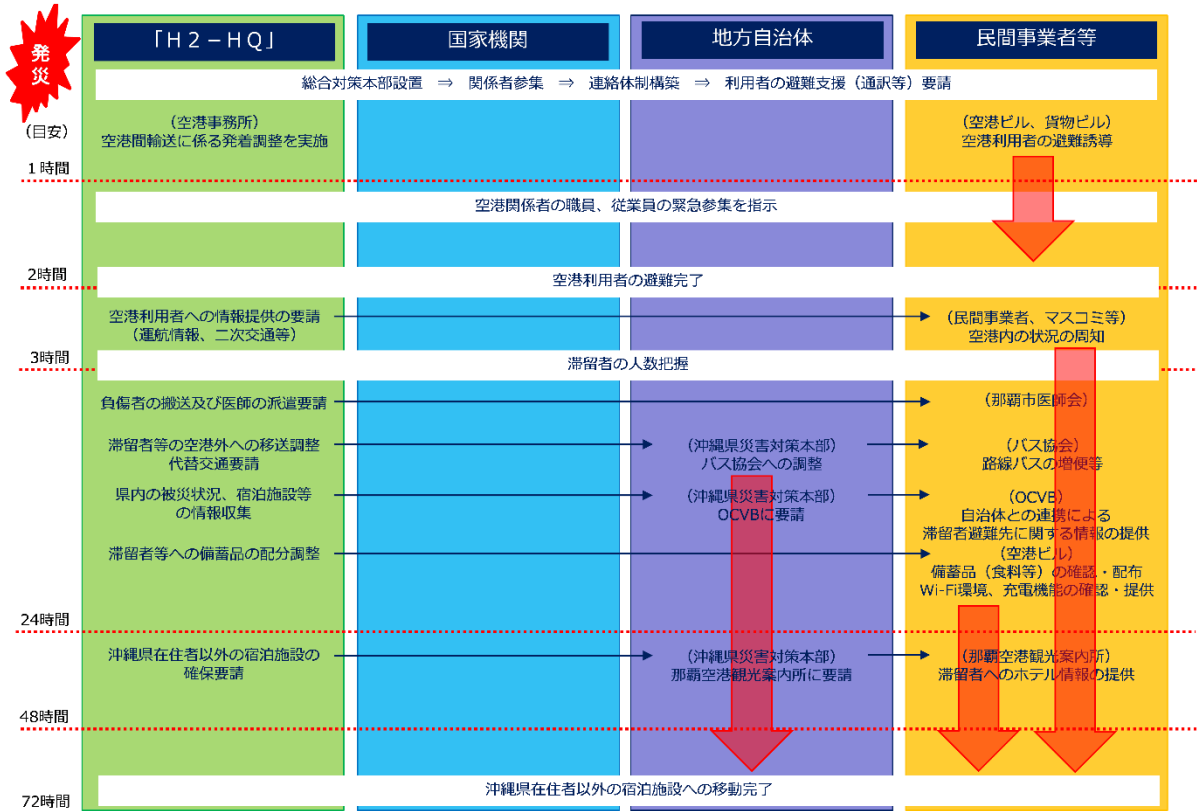 発災
「H2-HQ」
国家機関
地方自治体
民間事業者等
総合対策本部設置 ⇒ 関係者参集 ⇒ 連絡体制構築 ⇒ 利用者の避難支援（通訳等）要請
（目安）
（空港事務所）
空港間輸送に係る発着調整を実施
（空港ビル、貨物ビル）
空港利用者の避難誘導
1時間
空港関係者の職員、従業員の緊急参集を指示
2時間
空港利用者の避難完了
空港利用者への情報提供の要請
（運航情報、二次交通等）
（民間事業者、マスコミ等）
空港内の状況の周知
3時間
滞留者の人数把握
負傷者の搬送及び医師の派遣要請
（那覇市医師会）
滞留者等の空港外への移送調整
代替交通要請
（沖縄県災害対策本部）
バス協会への調整
（バス協会）
路線バスの増便等
県内の被災状況、宿泊施設等
の情報収集
（沖縄県災害対策本部）
OCVBに要請
（OCVB）
自治体との連携による
滞留者避難先に関する情報の提供
滞留者等への備蓄品の配分調整
（空港ビル）
備蓄品（食料等）の確認・配布
Wi-Fi環境、充電機能の確認・提供
24時間
沖縄県在住者以外の宿泊施設の
確保要請
（沖縄県災害対策本部）
那覇空港観光案内所に要請
（那覇空港観光案内所）
滞留者へのホテル情報の提供
48時間
沖縄県在住者以外の宿泊施設への移動完了
72時間